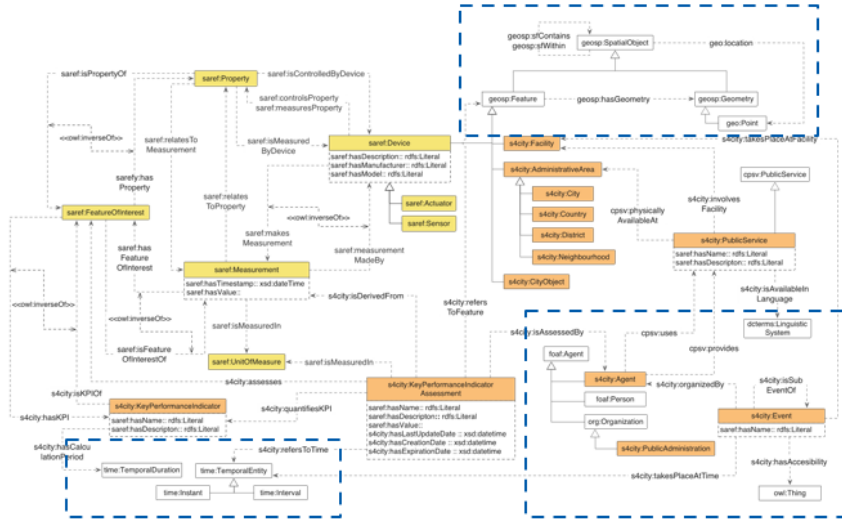 geosp:sfContains
geosp:sfWithin
geosp:SpatialObject
geo:location
geosp:Feature
geosp:hasGeometry
geosp:Geometry
geo:Point
saref:isPropertyOf
saref:Property
saref:isControlledByDevice
saref:controlsProperty
saref:measuresProperty
<<owl:inverseOf>>
saref:relatesTo
Measurement
saref:isMeasured
ByDevice
saref:Device
saref:hasDescription:: rdfs:Literal
saref:hasManufacturer:: rdfs:Literal
saref:hasModel:: rdfs:Literal
s4city:Facility
s4city:takesPlaceAtFacility
s4city:AdministrativeArea
s4city:City
s4city:Country
s4city:District
s4city:Neighbourhood
s4city:CityObject
cpsv:physically
AvailableAt
s4city:involves
Facility
cpsv:PublicService
sarefy:has
Property
saref:FeatureOfInterest
saref:relates
ToProperty
<<owl:inverseOf>>
saref:Actuator
saref:Sensor
saref:has
Feature
OfInterest
saref:makes
Measurement
saref:measurement
MadeBy
s4city:PublicService
saref:hasName:: rdfs:Literal
saref:hasDescripton:: rdfs:Literal
saref:Measurement
saref:hasTimestamp:: xsd:dateTime
saref:hasValue::
<<owl:inverseOf>>
<<owl:inverseOf>>
s4city:isDerivedFrom
s4city:refers
ToFeature
s4city:isAvailableIn
Language
dcterms:Linguistic
System
saref:isFeature
OfInterestOf
saref:isMeasuredIn
saref:UnitOfMeasure
saref:isMeasuredIn
s4city:isAssessedBy
cpsv:uses
cpsv:provides
foaf:Agent
s4city:Agent
foaf:Person
org:Organization
s4city:PublicAdministration
s4city:organizedBy
s4city:isSub
EventOf
s4city:Event
saref:hasName:: rdfs:Literal
s4city:hasAccesibility
owl:Thing
s4city:takesPlaceAtTime
s4city:assesses
s4city:isKPIOf
s4city:hasKPI
s4city:KeyPerformanceIndicator
saref:hasName:: rdfs:Literal
saref:hasDescripton:: rdfs:Literal
s4city:quantifiesKPI
s4city:KeyPerformanceIndicator
Assessment
saref:hasName:: rdfs:Literal
saref:hasDescripton:: rdfs:Literal
saref:hasValue::
s4city:hasLastUpdateDate :: xsd:datetime
s4city:hasCreationDate :: xsd:datetime
s4city:hasExpirationDate :: xsd:datetime
s4city:hasCalcu
lationPeriod
s4city:refersToTime
time:TemporalDuration
time:TemporalEntity
time:Instant
time:Interval